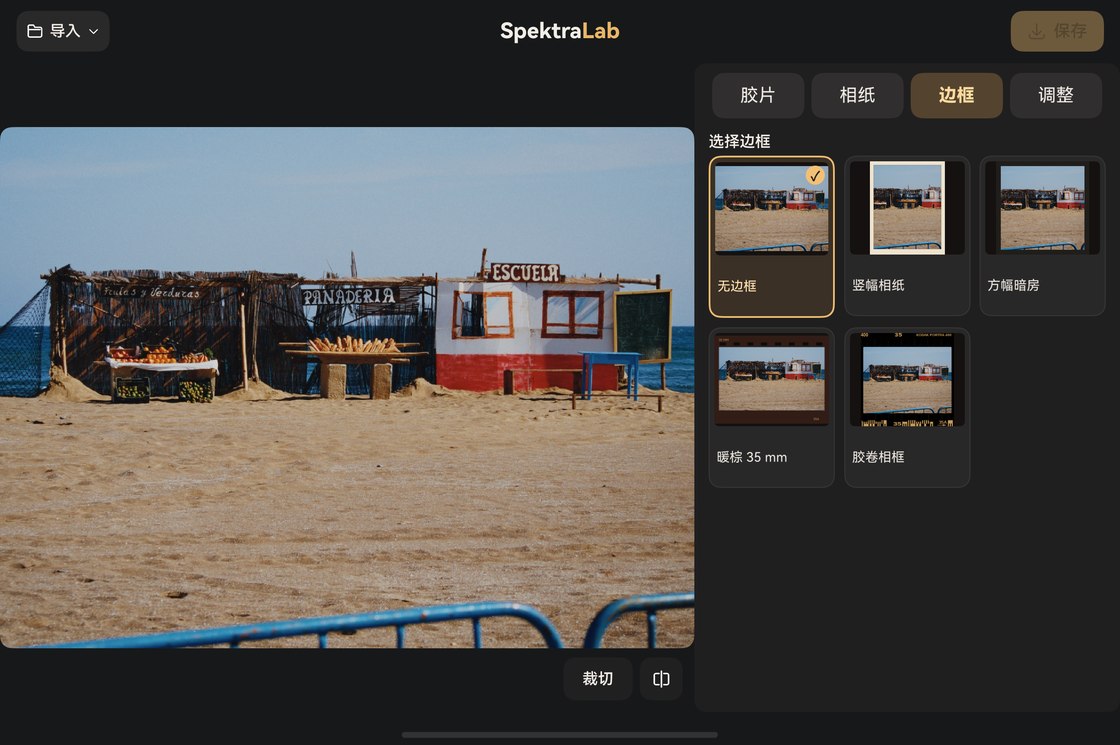 导入
SpektraLab
保存
胶片
相纸
边框
调整
选择边框
无边框
竖幅相纸
方幅暗房
暖棕 35 mm
胶卷相框
ESCUELA
Frutas y Verduras
PANADERIA
35
裁切